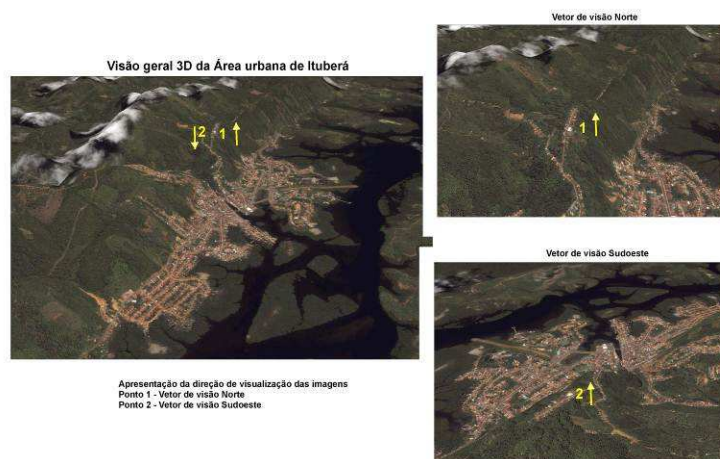 Vetor de visão Norte
Visão geral 3D da Área urbana de Ituberá
2 1
1
Vetor de visão Sudoeste
2
Apresentação da direção de visualização das imagens
Ponto 1 - Vetor de visão Norte
Ponto 2 - Vetor de visão Sudoeste